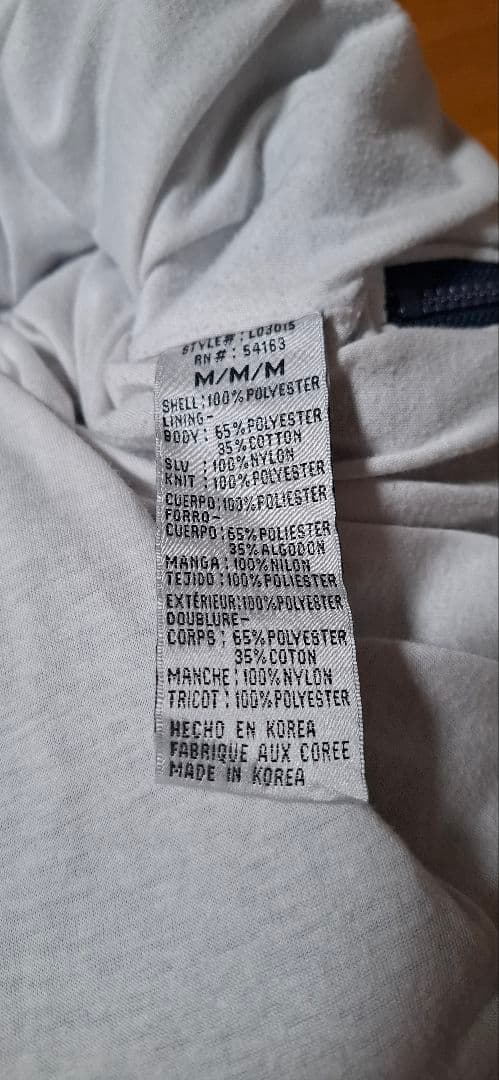 STYLE# : L03015
RN # : 54163
M/M/M
SHELL:100%POLYESTER
LINING-
BODY: 65%POLYESTER
35%COTTON
SLV :100%NYLON
KNIT :100%POLYESTER
CUERPO:100%POLIESTER
FORRO-
CUERPO:65%POLIESTER
35%ALGODON
MANGA:100%NILON
TEJIDO:100%POLIESTER
EXTÉRIEUR:100%POLYESTER
DOUBLURE-
CORPS: 65%POLYESTER
35%COTON
MANCHE:100%NYLON
TRICOT:100%POLYESTER
HECHO EN KOREA
FABRIQUE AUX COREE
MADE IN KOREA